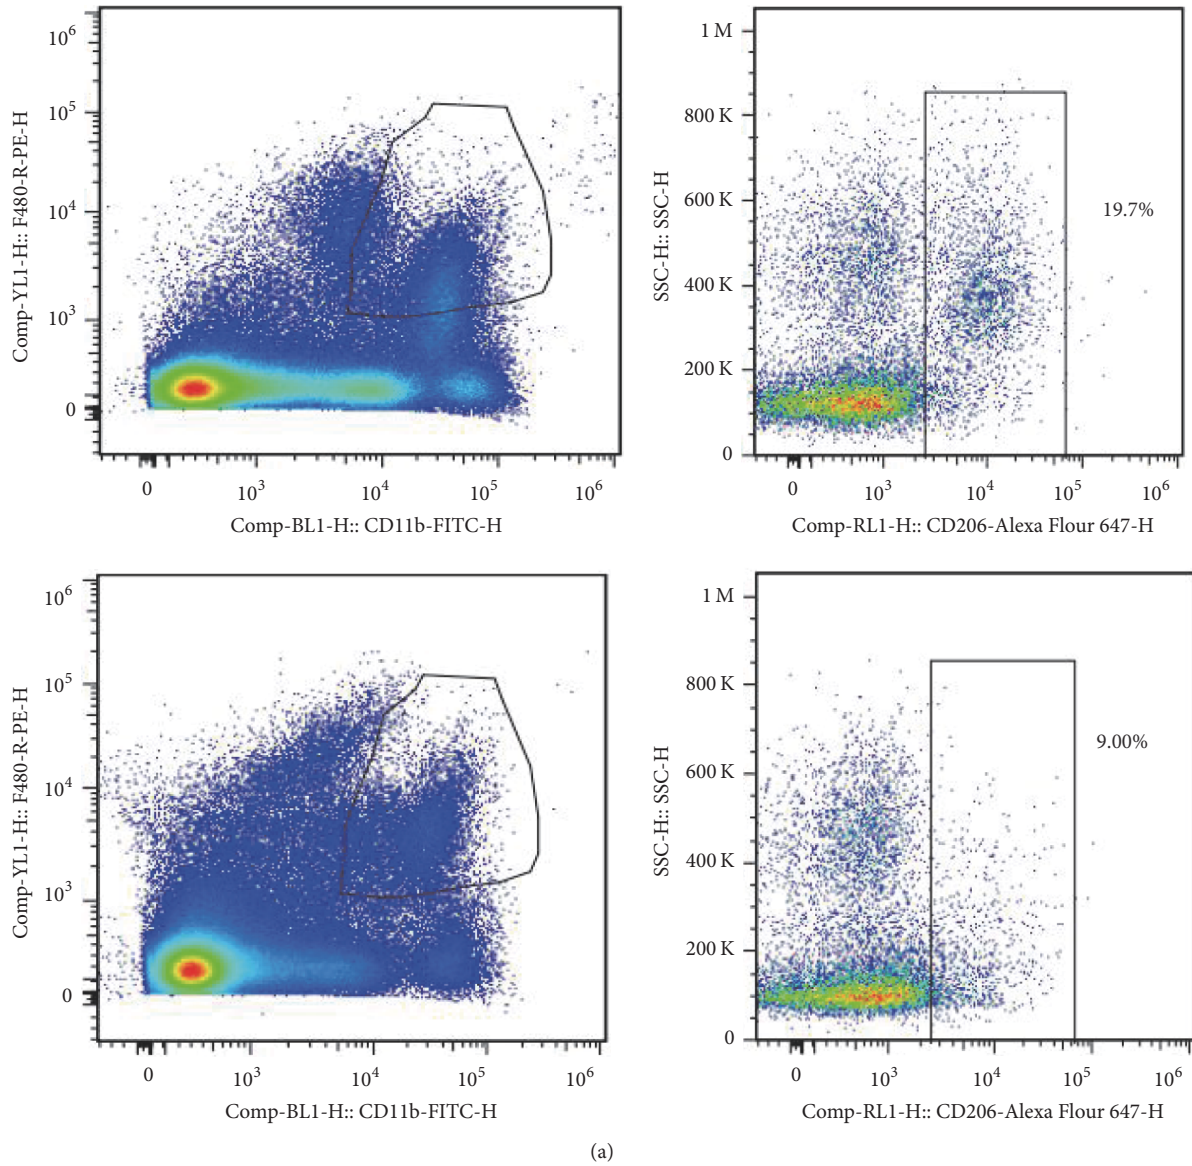 10^6
10^5
10^4
10^3
0
Comp-YL1-H:: F480-R-PE-H
0 10^3 10^4 10^5 10^6
Comp-BL1-H:: CD11b-FITC-H
1 M
800 K
600 K
400 K
200 K
0
SSC-H:: SSC-H
19.7%
0 10^3 10^4 10^5 10^6
Comp-RL1-H:: CD206-Alexa Flour 647-H
10^6
10^5
10^4
10^3
0
Comp-YL1-H:: F480-R-PE-H
0 10^3 10^4 10^5 10^6
Comp-BL1-H:: CD11b-FITC-H
1 M
800 K
600 K
400 K
200 K
0
SSC-H:: SSC-H
9.00%
0 10^3 10^4 10^5 10^6
Comp-RL1-H:: CD206-Alexa Flour 647-H
(a)